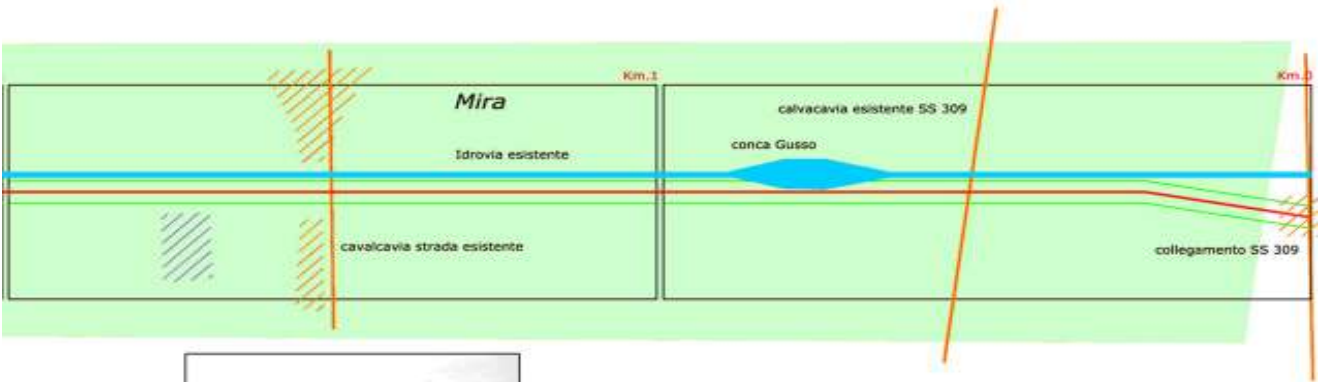 Km.1
Km.0
Mira
calvacavia esistente SS 309
conca Gusso
Idrovia esistente
cavalcavia strada esistente
collegamento SS 309